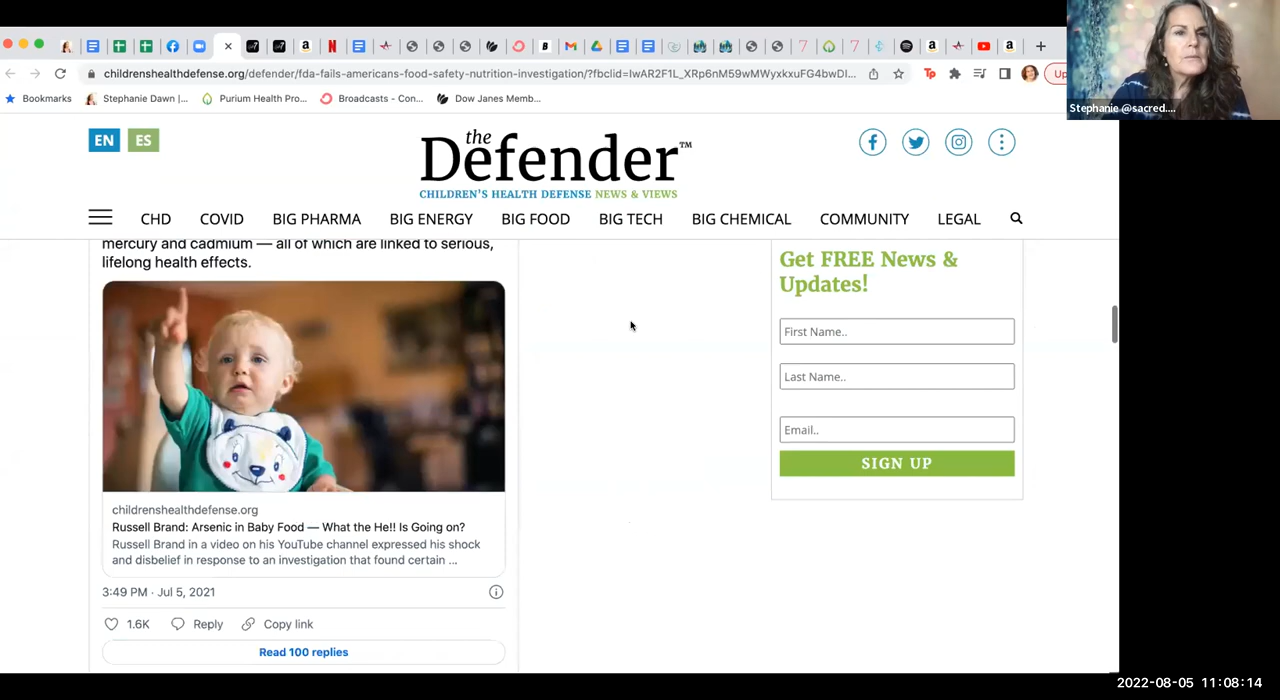 childrenshealthdefense.org/defender/fda-fails-americans-food-safety-nutrition-investigation/?fbclid=IwAR2F1L_XRp6nM59wMWyxkxuFG4bwDI...
Up
Bookmarks
Stephanie Dawn |...
Purium Health Pro...
Broadcasts - Con...
Dow Janes Memb...
Stephanie @sacred....
EN
ES
the
Defender™
CHILDREN'S HEALTH DEFENSE NEWS & VIEWS
CHD
COVID
BIG PHARMA
BIG ENERGY
BIG FOOD
BIG TECH
BIG CHEMICAL
COMMUNITY
LEGAL
mercury and cadmium — all of which are linked to serious,
lifelong health effects.
childrenshealthdefense.org
Russell Brand: Arsenic in Baby Food — What the He!! Is Going on?
Russell Brand in a video on his YouTube channel expressed his shock
and disbelief in response to an investigation that found certain ...
3:49 PM · Jul 5, 2021
1.6K
Reply
Copy link
Read 100 replies
Get FREE News &
Updates!
First Name..
Last Name..
Email..
SIGN UP
2022-08-05 11:08:14